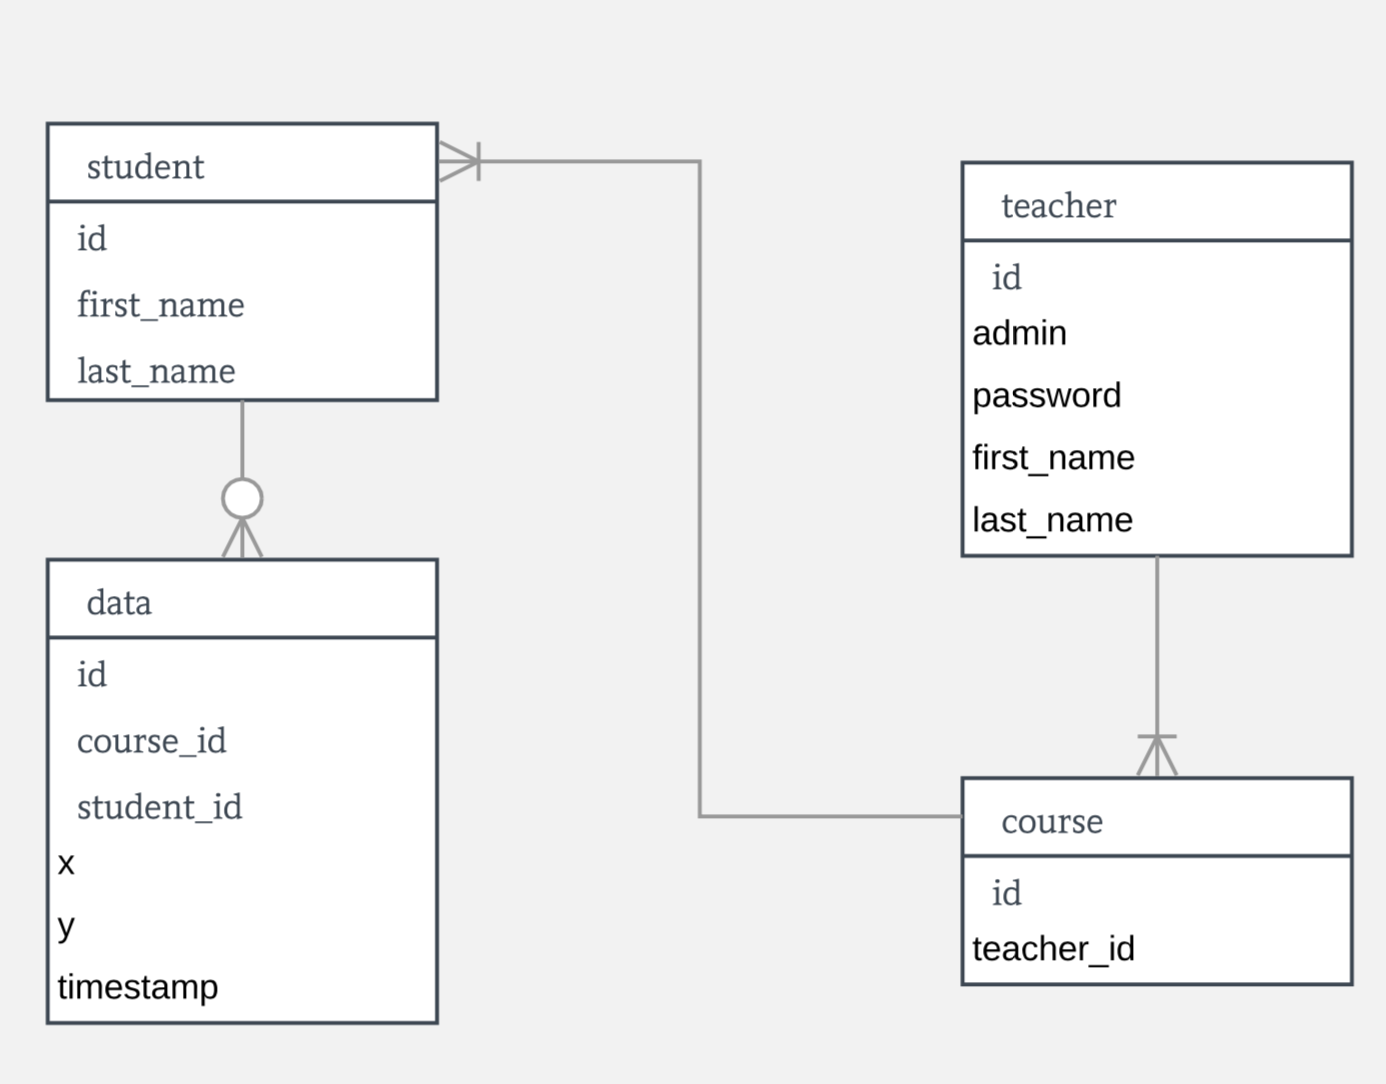 student
id
first_name
last_name
data
id
course_id
student_id
x
y
timestamp
teacher
id
admin
password
first_name
last_name
course
id
teacher_id